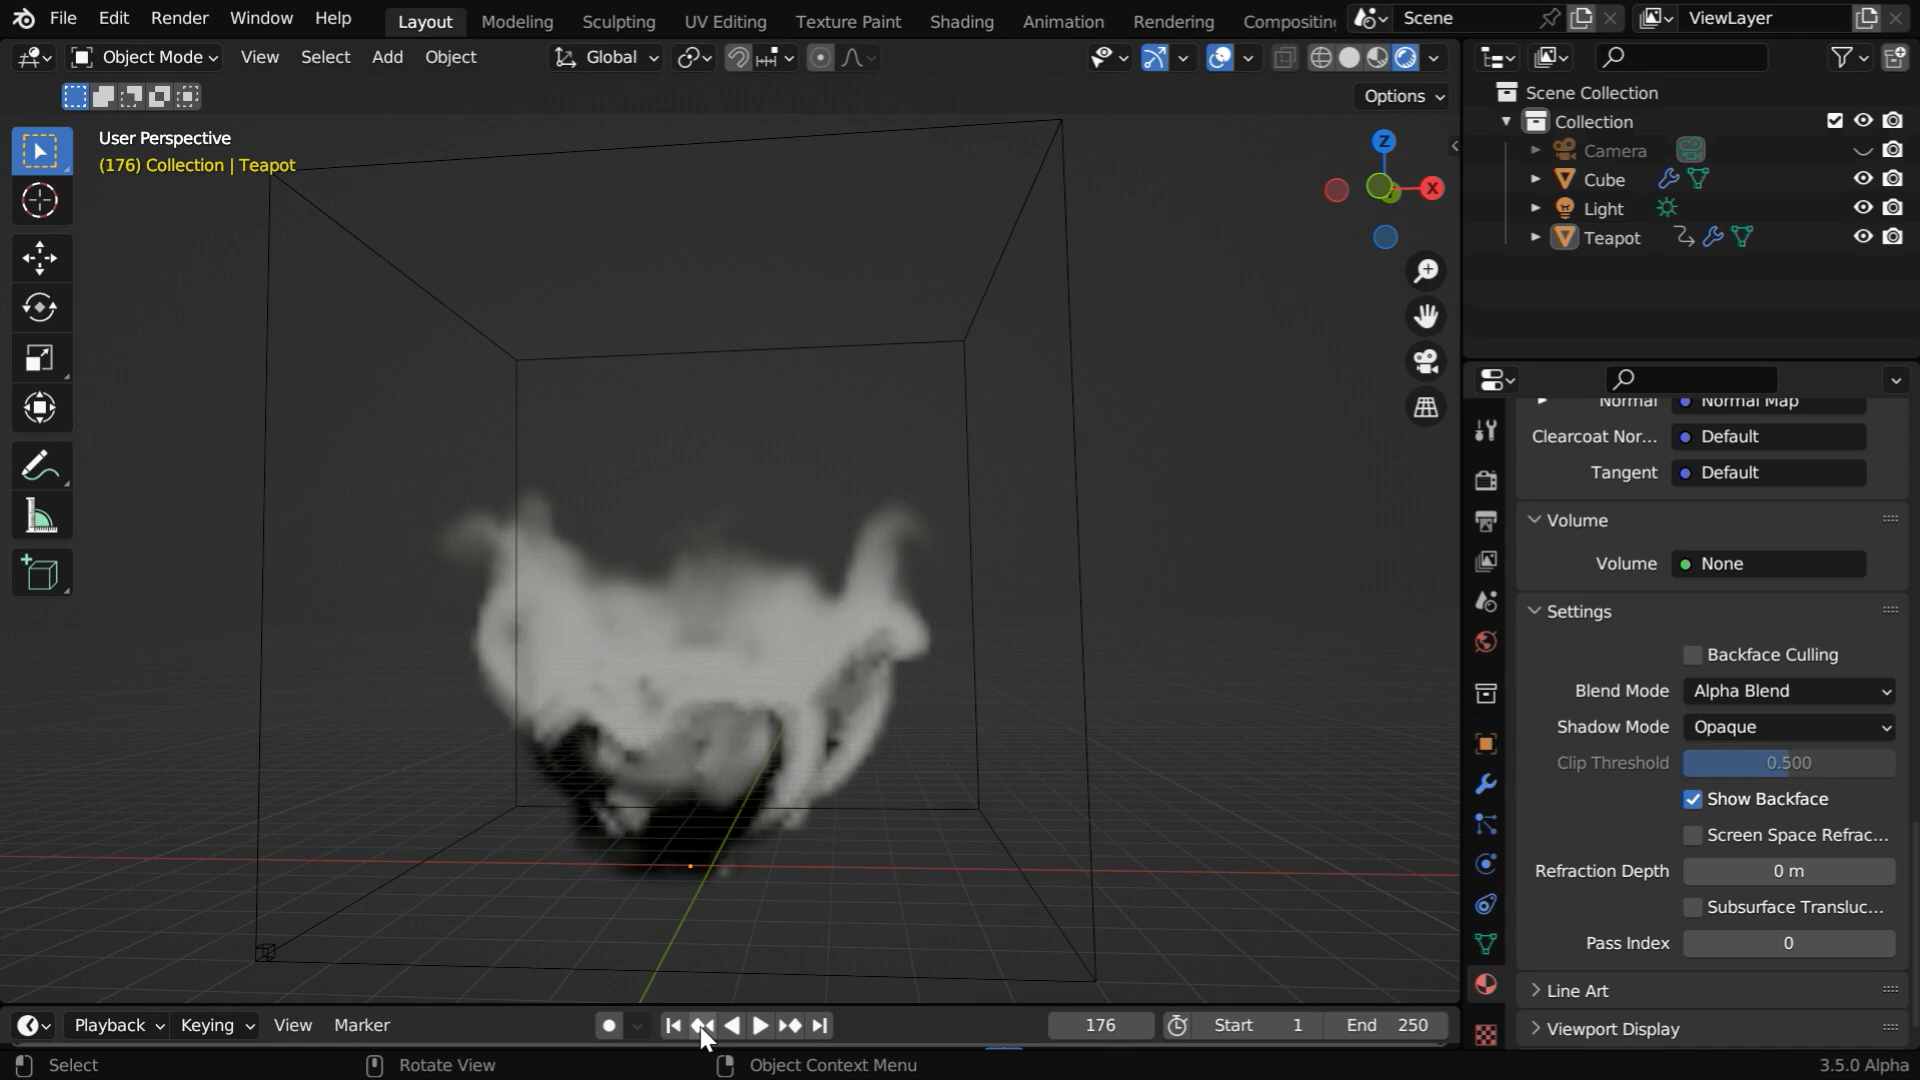 File Edit Render Window Help Layout Modeling Sculpting UV Editing Texture Paint Shading Animation Rendering Compositin Scene ViewLayer
Object Mode View Select Add Object Global
Options
User Perspective
(176) Collection | Teapot
Z
X
Scene Collection
Collection
Camera
Cube
Light
Teapot
Normal Normal Map
Clearcoat Nor... Default
Tangent Default
Volume
Volume None
Settings
Backface Culling
Blend Mode Alpha Blend
Shadow Mode Opaque
Clip Threshold 0.500
Show Backface
Screen Space Refrac...
Refraction Depth 0 m
Subsurface Transluc...
Pass Index 0
Line Art
Viewport Display
Playback Keying View Marker 176 Start 1 End 250
Select Rotate View Object Context Menu 3.5.0 Alpha